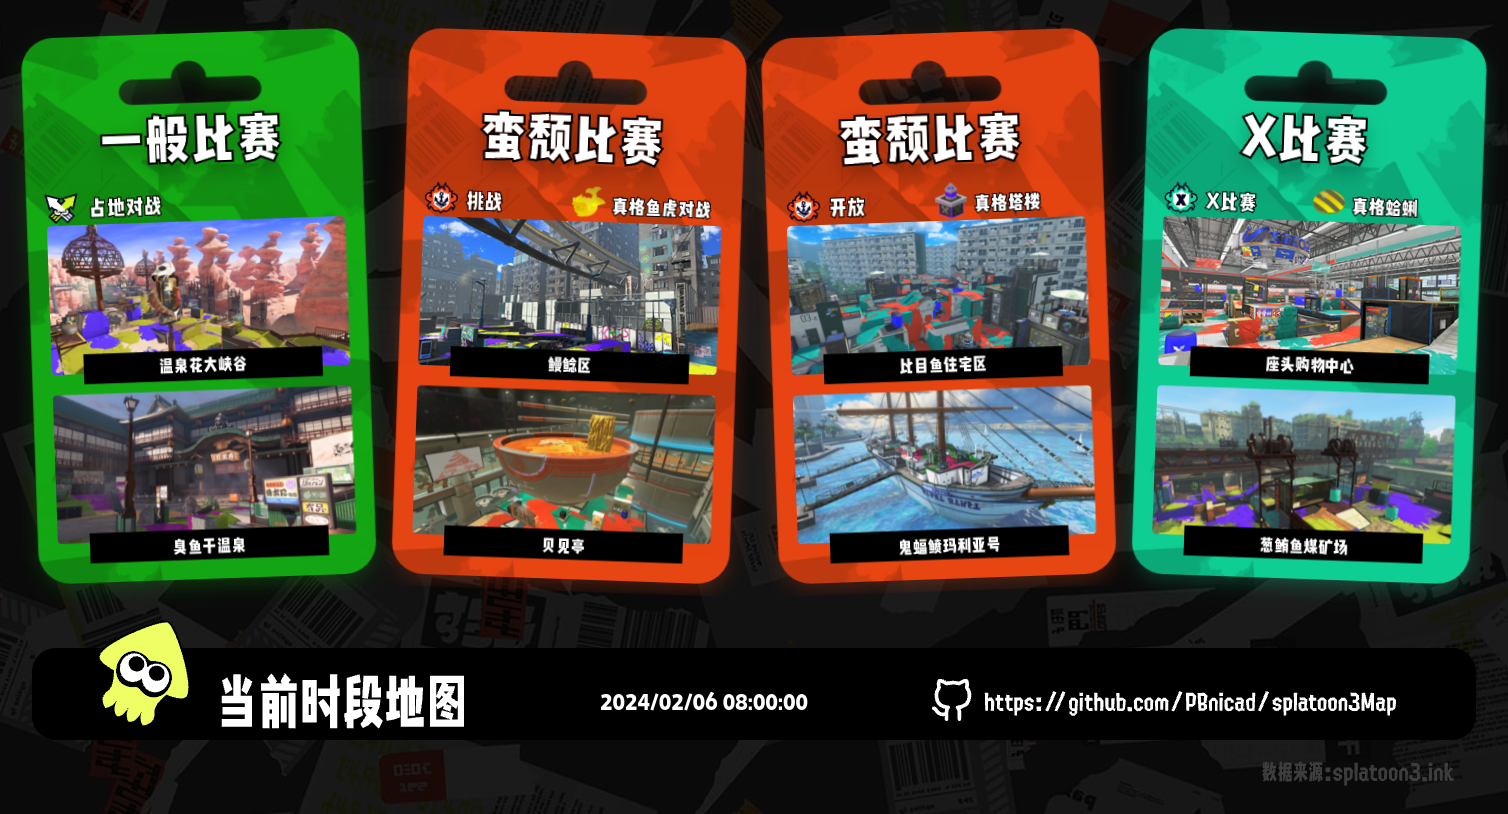 一般比赛
占地对战
温泉花大峡谷
臭鱼干温泉
蛮颓比赛
挑战
真格鱼虎对战
鳗鲶区
贝见亭
蛮颓比赛
开放
真格塔楼
比目鱼住宅区
鬼蝠鲼玛利亚号
X比赛
X比赛
真格蛤蜊
座头购物中心
葱鲔鱼煤矿场
当前时段地图
2024/02/06 08:00:00
https://github.com/PBnicad/splatoon3Map
数据来源:splatoon3.ink